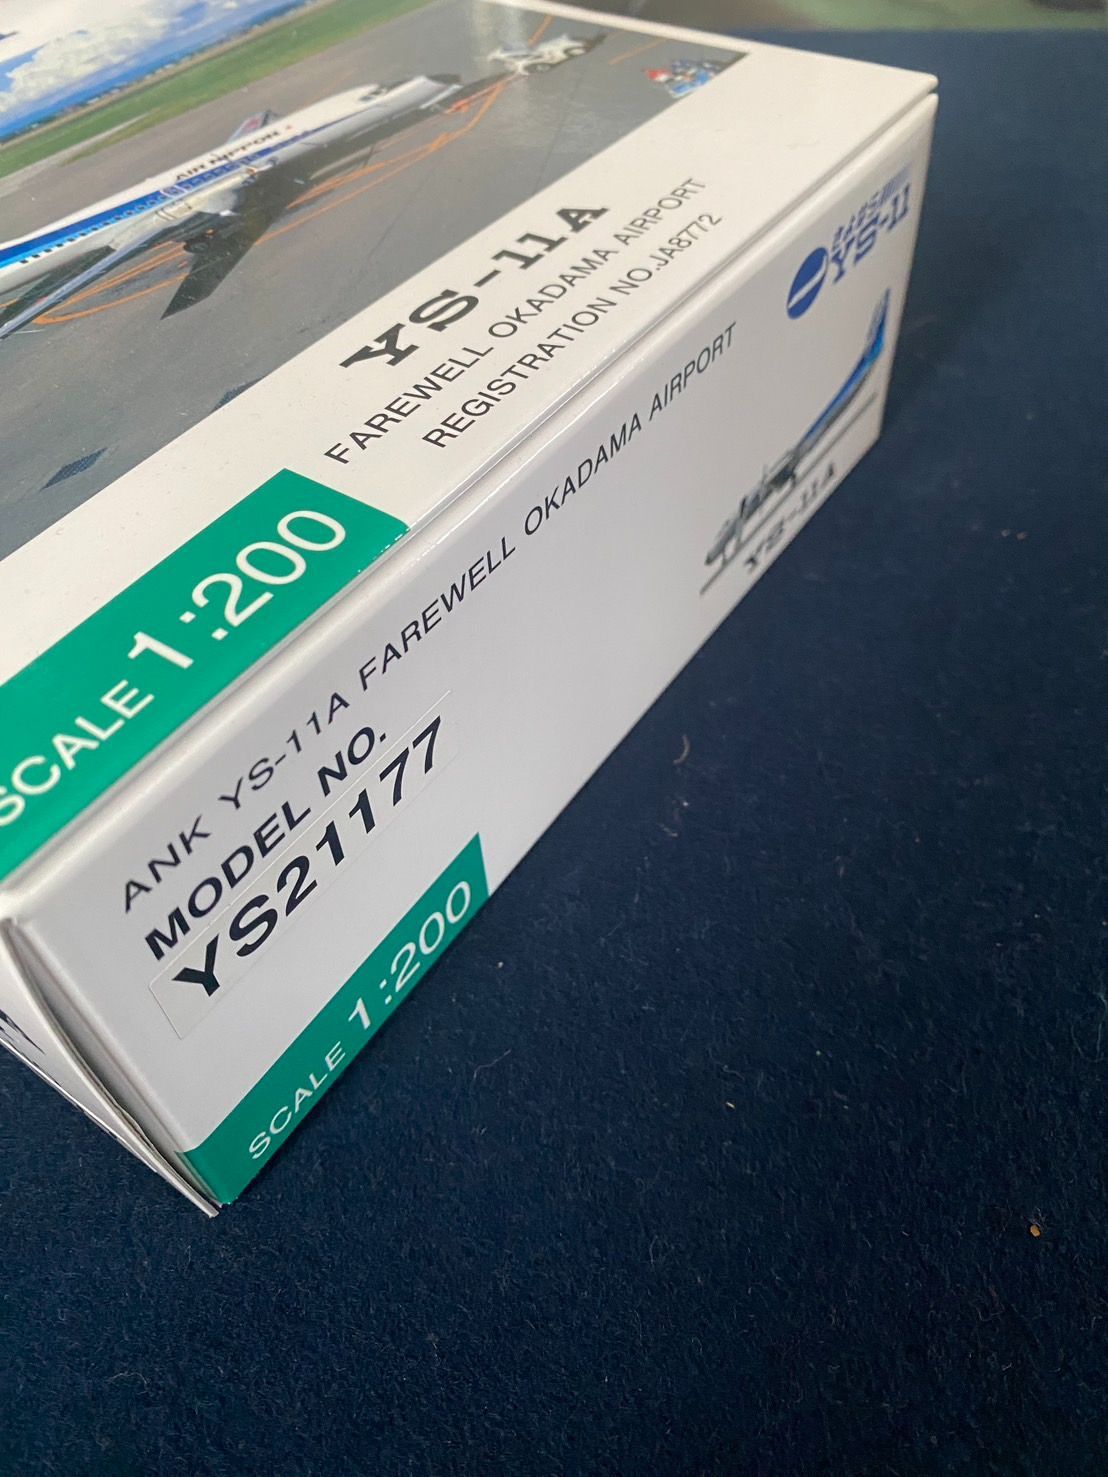 AIR NIPPON
YS-11A
FAREWELL OKADAMA AIRPORT
REGISTRATION NO.JA8772
SCALE 1:200
YS-11
YS-11A
ANK YS-11A FAREWELL OKADAMA AIRPORT
MODEL NO.
YS21177
SCALE 1:200